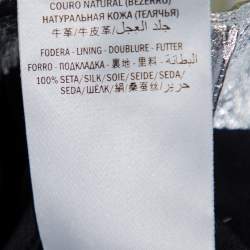 COURO NATURAL (BEZERRO)
НАТУРАЛЬНАЯ КОЖА (ТЕЛЯЧЬЯ)
牛革/牛皮革/ جلد العجل
FODERA - LINING - DOUBLURE - FUTTER
FORRO - ПОДКЛАДКА - 裏地 - 里料 - البطانة
100% SETA/SILK/SOIE/SEIDE/SEDA/
SEDA/ШЁЛК/絹/桑蚕丝/ حرير